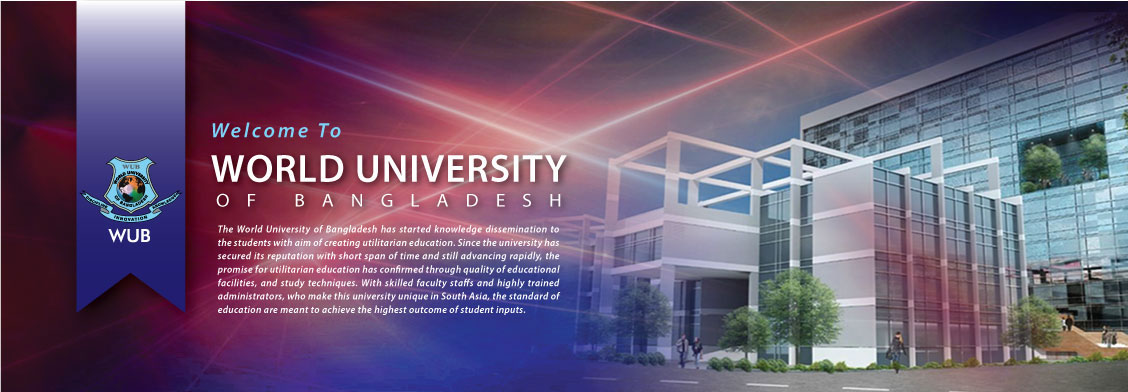 Welcome To
WORLD UNIVERSITY
OF BANGLADESH
The World University of Bangladesh has started knowledge dissemination to
the students with aim of creating utilitarian education. Since the university has
secured its reputation with short span of time and still advancing rapidly, the
promise for utilitarian education has confirmed through quality of educational
facilities, and study techniques. With skilled faculty staffs and highly trained
administrators, who make this university unique in South Asia, the standard of
education are meant to achieve the highest outcome of student inputs.
WUB
WORLD UNIVERSITY
OF BANGLADESH
INNOVATION
WUB